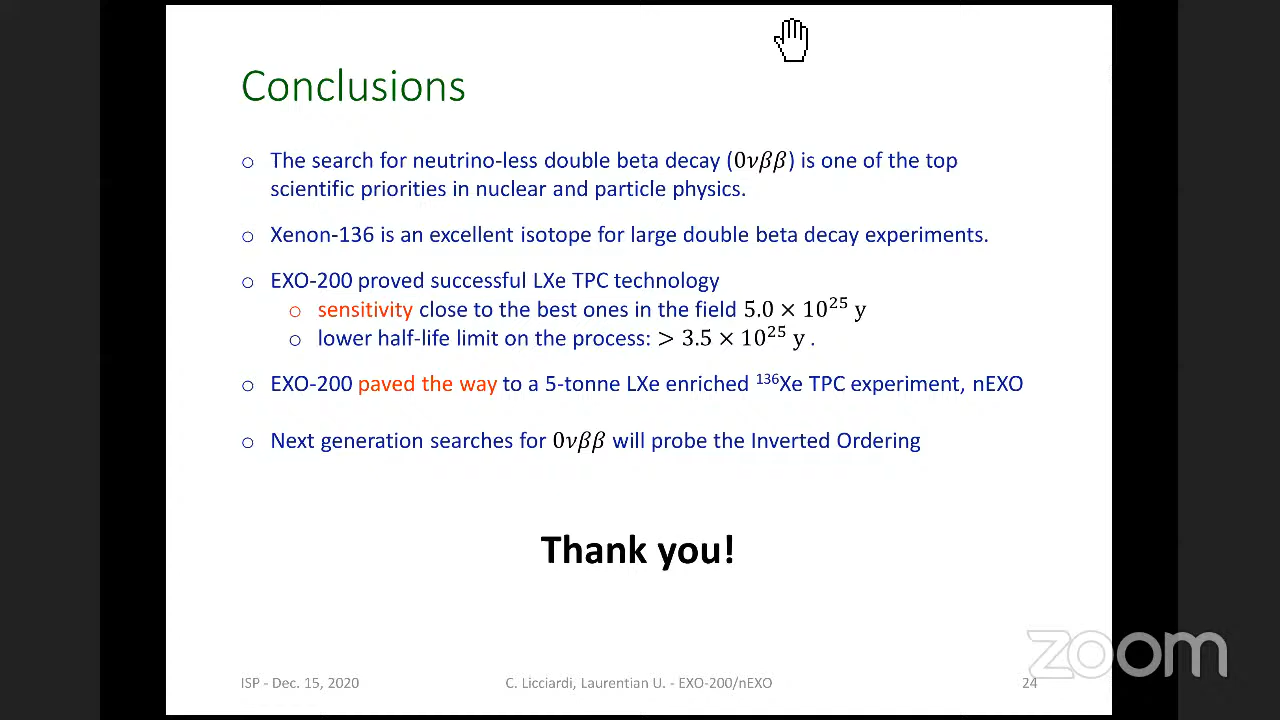 Conclusions
o The search for neutrino-less double beta decay (0νββ) is one of the top
scientific priorities in nuclear and particle physics.
o Xenon-136 is an excellent isotope for large double beta decay experiments.
o EXO-200 proved successful LXe TPC technology
o sensitivity close to the best ones in the field 5.0 × 10²⁵ y
o lower half-life limit on the process: > 3.5 × 10²⁵ y .
o EXO-200 paved the way to a 5-tonne LXe enriched ¹³⁶Xe TPC experiment, nEXO
o Next generation searches for 0νββ will probe the Inverted Ordering
Thank you!
zoom
ISP - Dec. 15, 2020 C. Licciardi, Laurentian U. - EXO-200/nEXO 24